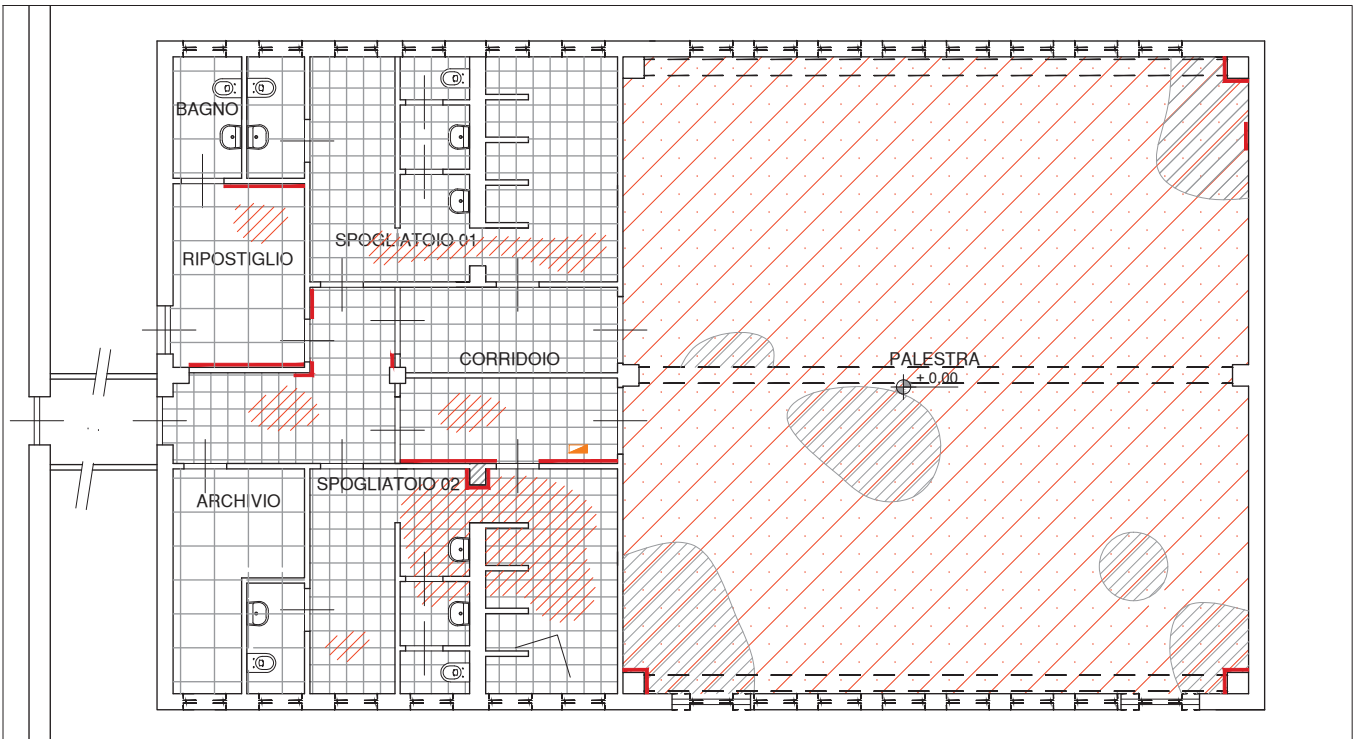 BAGNO
SPOGLIATOIO 01
RIPOSTIGLIO
CORRIDOIO
PALESTRA
+ 0,00
SPOGLIATOIO 02
ARCHIVIO